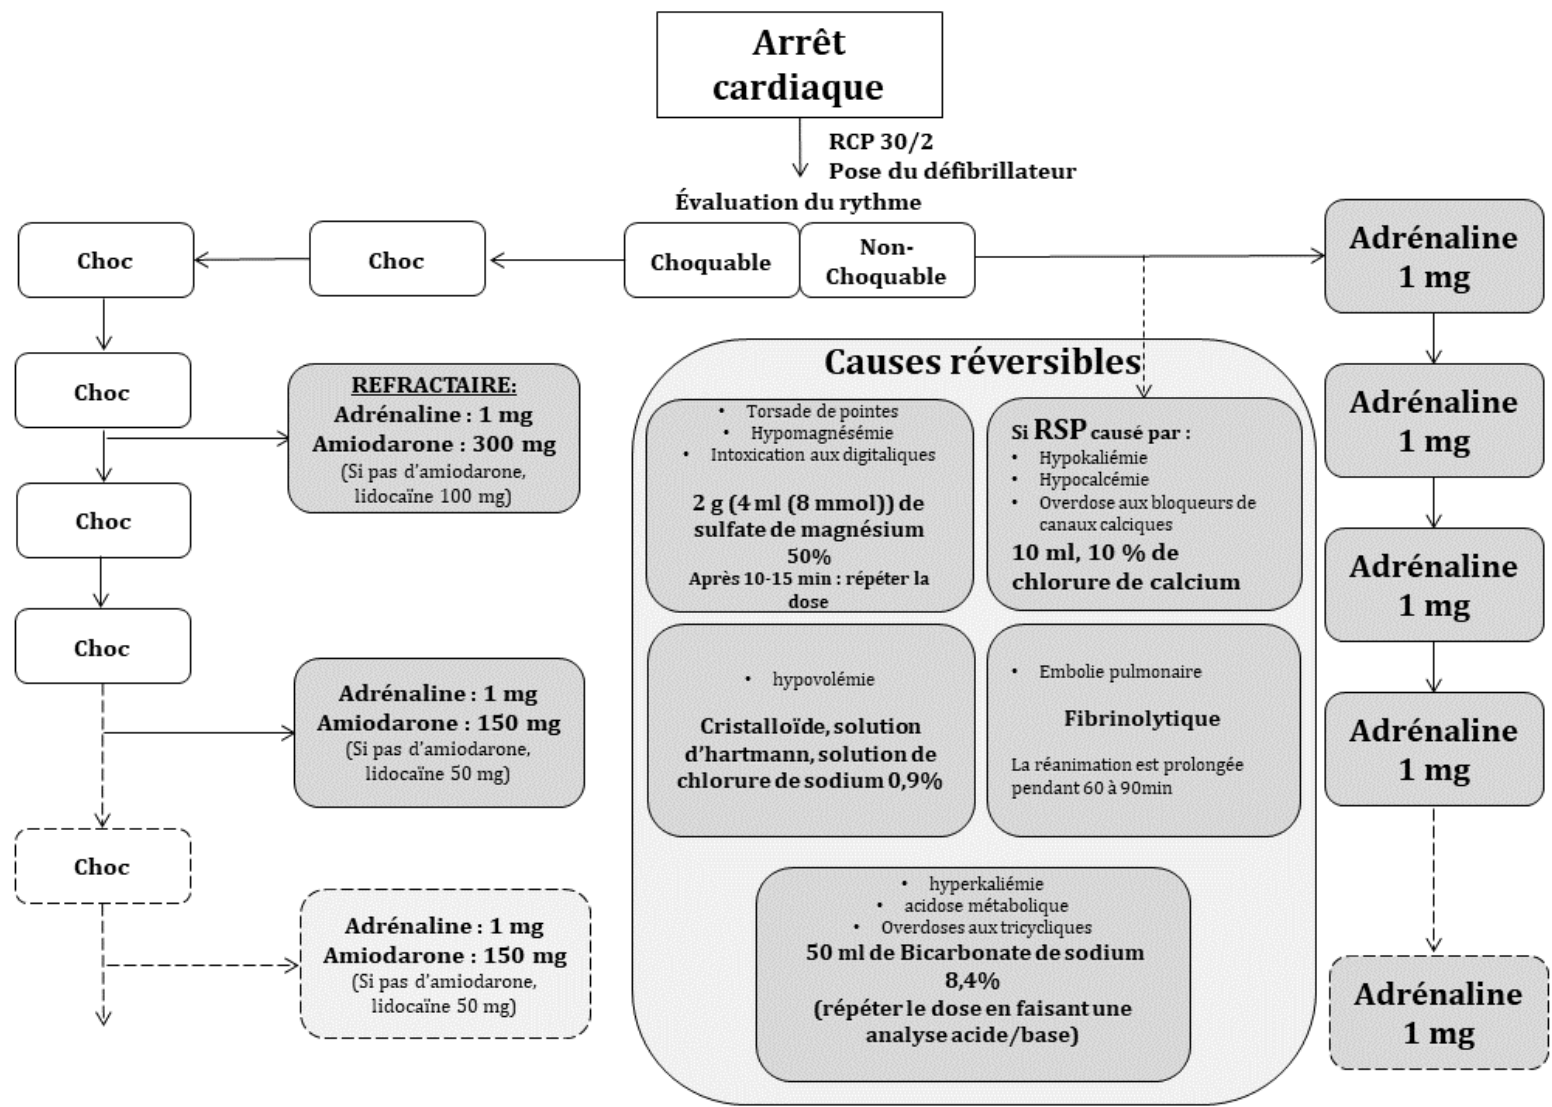 Arrêt
cardiaque
RCP 30/2
Pose du défibrillateur
Évaluation du rythme
Choquable
Non-
Choquable
Choc
Choc
Choc
REFRACTAIRE:
Adrénaline : 1 mg
Amiodarone : 300 mg
(Si pas d'amiodarone,
lidocaïne 100 mg)
Choc
Choc
Adrénaline : 1 mg
Amiodarone : 150 mg
(Si pas d'amiodarone,
lidocaïne 50 mg)
Choc
Adrénaline : 1 mg
Amiodarone : 150 mg
(Si pas d'amiodarone,
lidocaïne 50 mg)
Causes réversibles
• Torsade de pointes
• Hypomagnésémie
• Intoxication aux digitaliques
2 g (4 ml (8 mmol)) de
sulfate de magnésium
50%
Après 10-15 min : répéter la
dose
Si RSP causé par :
• Hypokaliémie
• Hypocalcémie
• Overdose aux bloqueurs de
canaux calciques
10 ml, 10 % de
chlorure de calcium
• hypovolémie
Cristalloïde, solution
d'hartmann, solution de
chlorure de sodium 0,9%
• Embolie pulmonaire
Fibrinolytique
La réanimation est prolongée
pendant 60 à 90min
• hyperkaliémie
• acidose métabolique
• Overdoses aux tricycliques
50 ml de Bicarbonate de sodium
8,4%
(répéter le dose en faisant une
analyse acide/base)
Adrénaline
1 mg
Adrénaline
1 mg
Adrénaline
1 mg
Adrénaline
1 mg
Adrénaline
1 mg